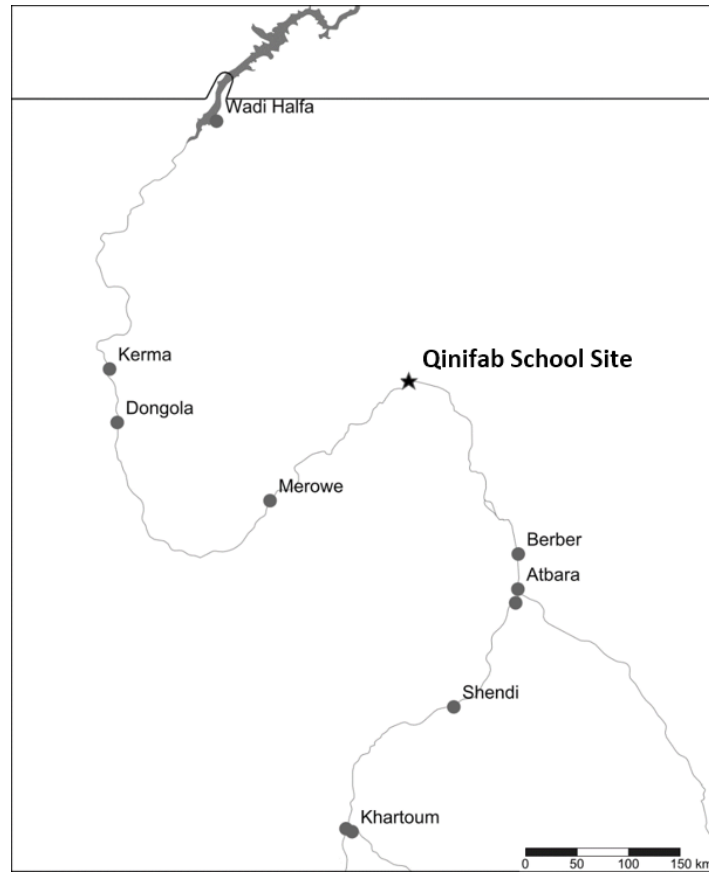 Wadi Halfa
Kerma
Qinifab School Site
Dongola
Merowe
Berber
Atbara
Shendi
Khartoum
0 50 100 150 km